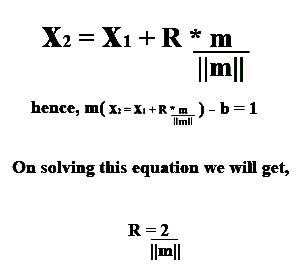 X₂ = X₁ + R * m
||m||
hence, m( X₂ = X₁ + R * m ) - b = 1
||m||
On solving this equation we will get,
R = 2
||m||